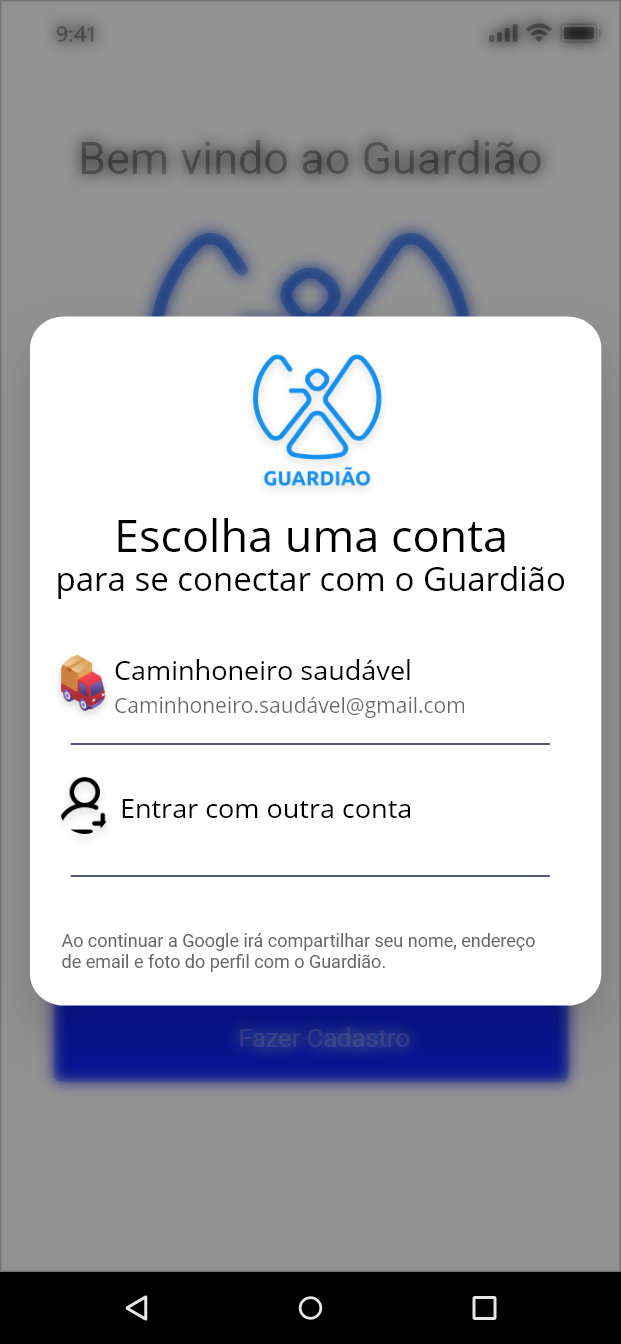 9:41
Bem vindo ao Guardião
GUARDIÃO
Escolha uma conta
para se conectar com o Guardião
Caminhoneiro saudável
Caminhoneiro.saudável@gmail.com
Entrar com outra conta
Ao continuar a Google irá compartilhar seu nome, endereço
de email e foto do perfil com o Guardião.
Fazer Cadastro